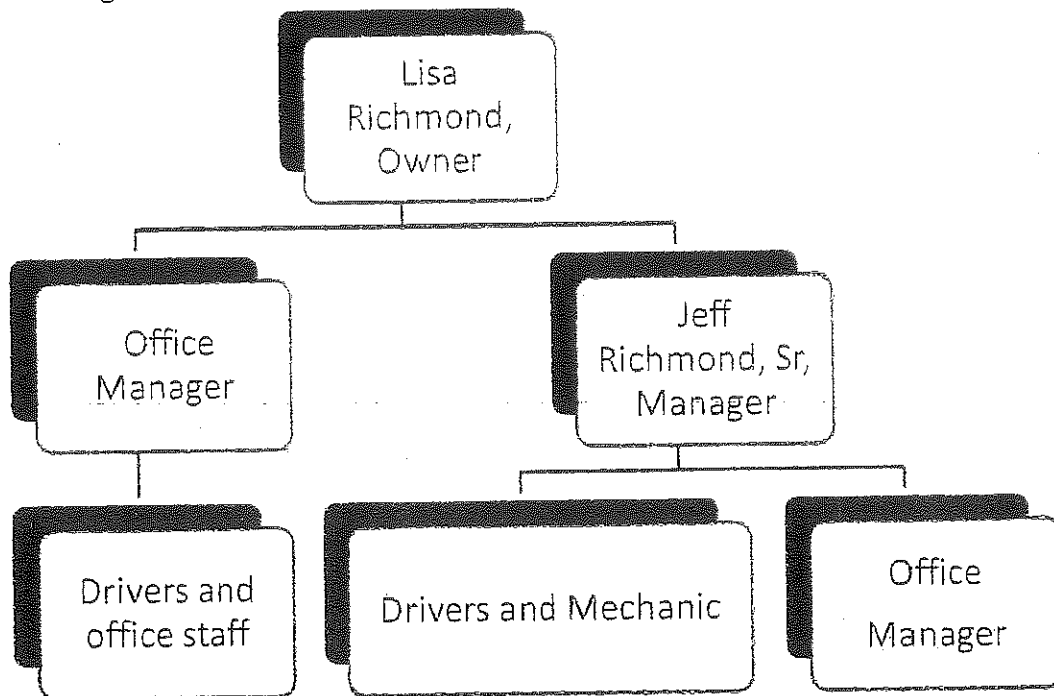 Lisa
Richmond,
Owner
Office
Manager
Jeff
Richmond, Sr,
Manager
Drivers and
office staff
Drivers and Mechanic
Office
Manager